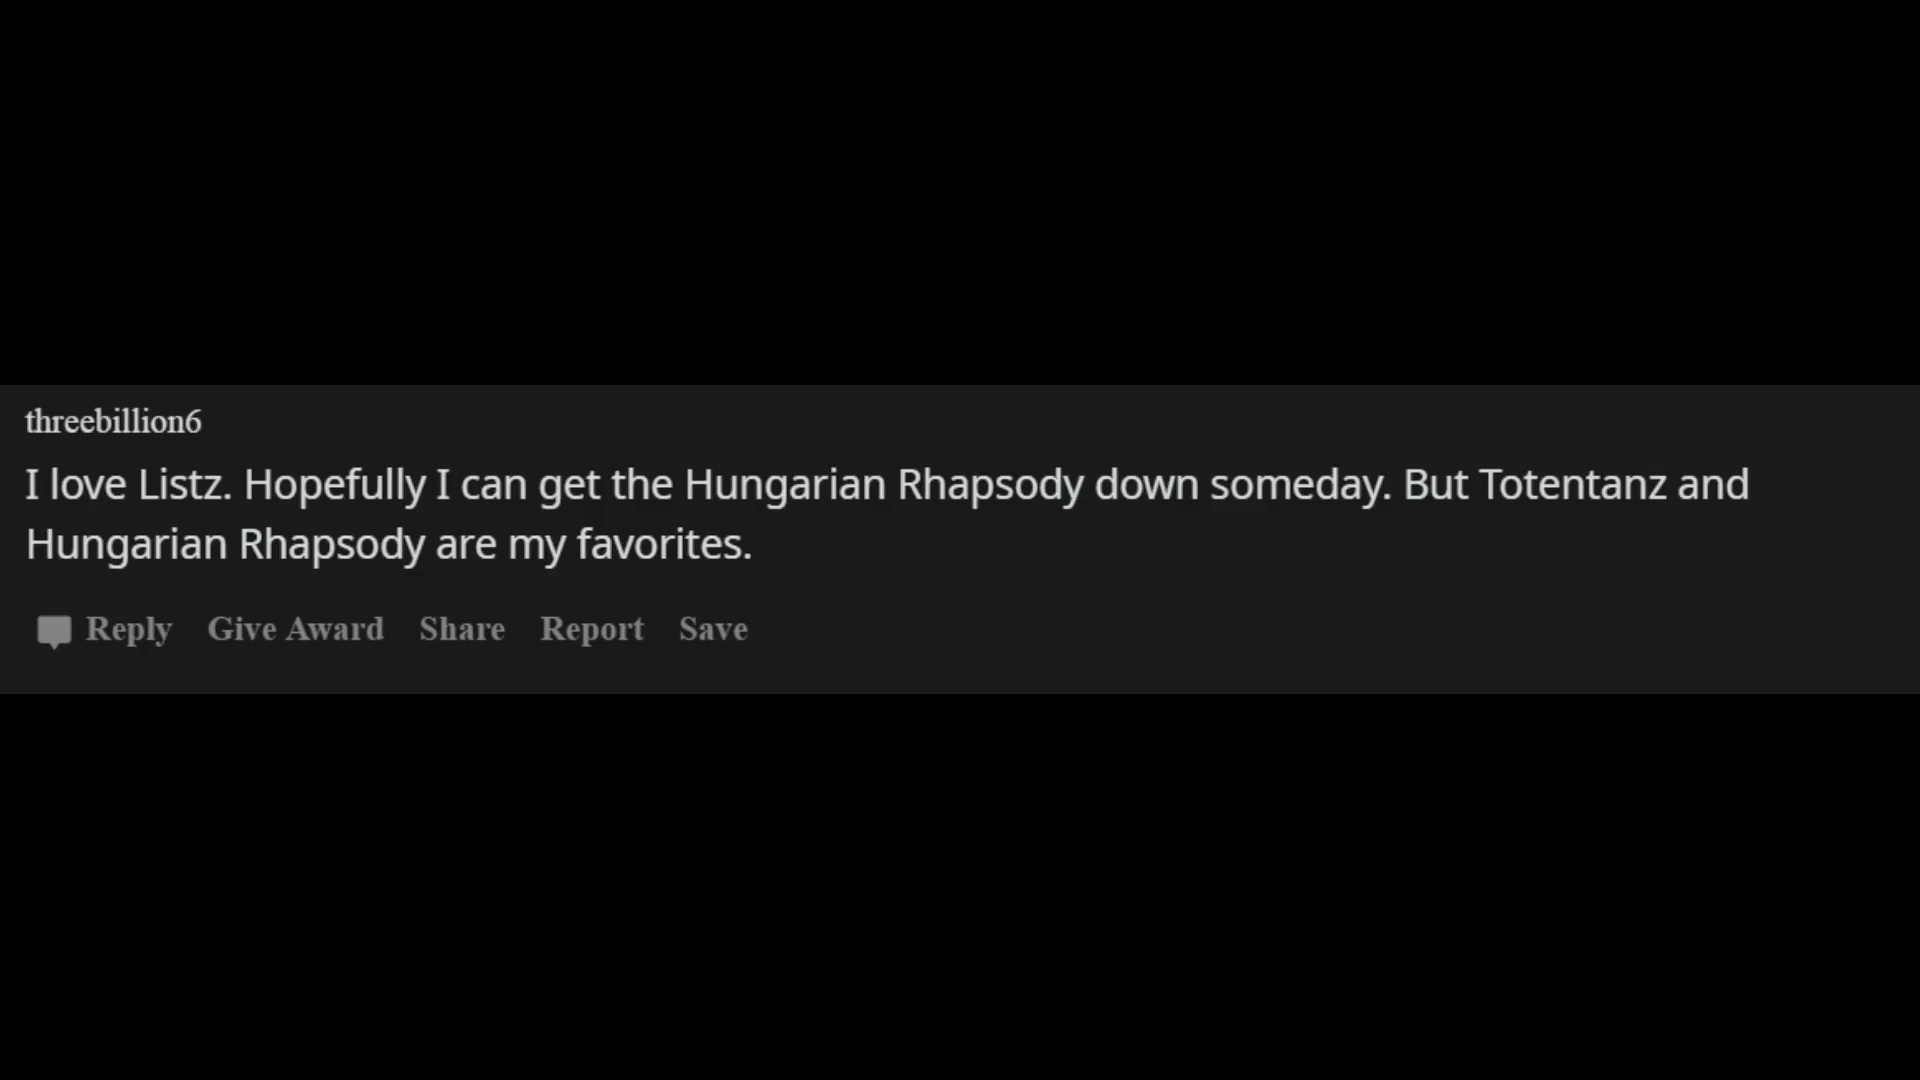 threebillion6
I love Listz. Hopefully I can get the Hungarian Rhapsody down someday. But Totentanz and
Hungarian Rhapsody are my favorites.
Reply Give Award Share Report Save